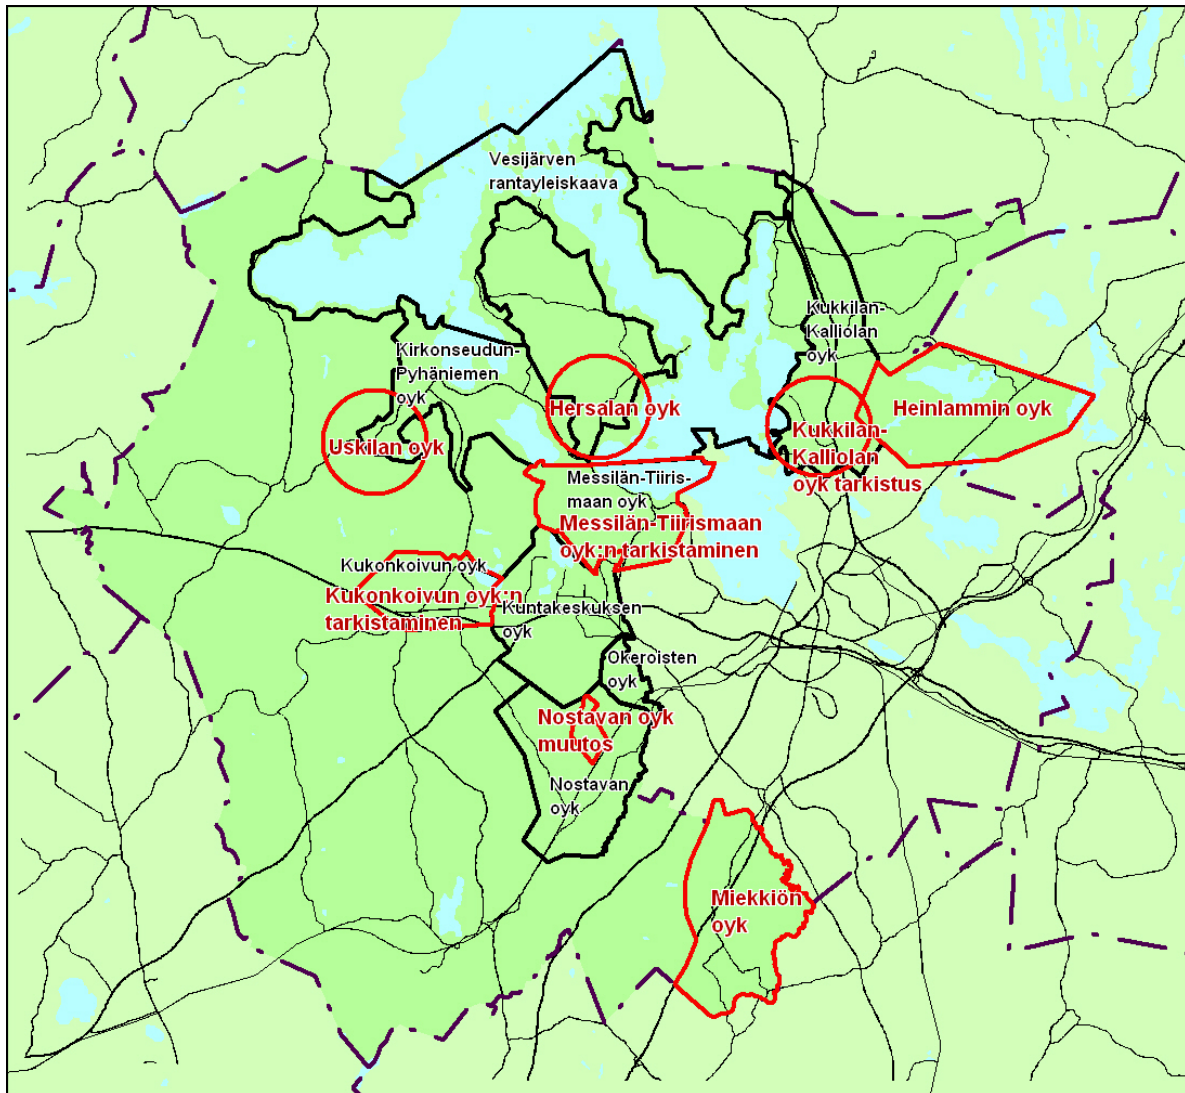 Vesijärven
rantayleiskaava
Kukkilan-
Kalliolan
oyk
Kirkonseudun-
Pyhäniemen
oyk
Hersalan oyk
Heinlammin oyk
Uskilan oyk
Kukkilan-
Kalliolan
oyk tarkistus
Messilän-Tiiris-
maan oyk
Messilän-Tiirismaan
oyk:n tarkistaminen
Kukonkoivun oyk
Kukonkoivun oyk:n
tarkistaminen
Kuntakeskuksen
oyk
Okeroisten
oyk
Nostavan oyk
muutos
Nostavan
oyk
Miekkiön
oyk